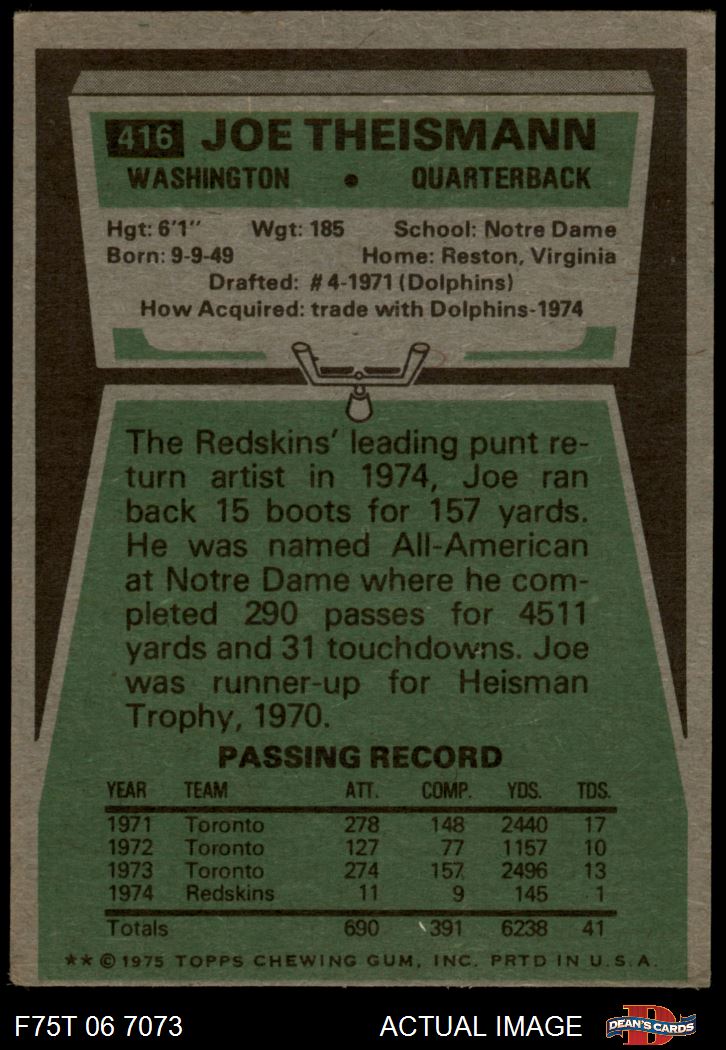 416 JOE THEISMANN
WASHINGTON • QUARTERBACK
Hgt: 6'1" Wgt: 185 School: Notre Dame
Born: 9-9-49 Home: Reston, Virginia
Drafted: #4-1971 (Dolphins)
How Acquired: trade with Dolphins-1974
The Redskins' leading punt re-
turn artist in 1974, Joe ran
back 15 boots for 157 yards.
He was named All-American
at Notre Dame where he com-
pleted 290 passes for 4511
yards and 31 touchdowns. Joe
was runner-up for Heisman
Trophy, 1970.
PASSING RECORD
YEAR TEAM ATT. COMP. YDS. TDS.
1971 Toronto 278 148 2440 17
1972 Toronto 127 77 1157 10
1973 Toronto 274 157 2496 13
1974 Redskins 11 9 145 1
Totals 690 391 6238 41
** © 1975 TOPPS CHEWING GUM, INC. PRTD IN U.S.A.
F75T 06 7073 ACTUAL IMAGE D DEAN'S CARDS